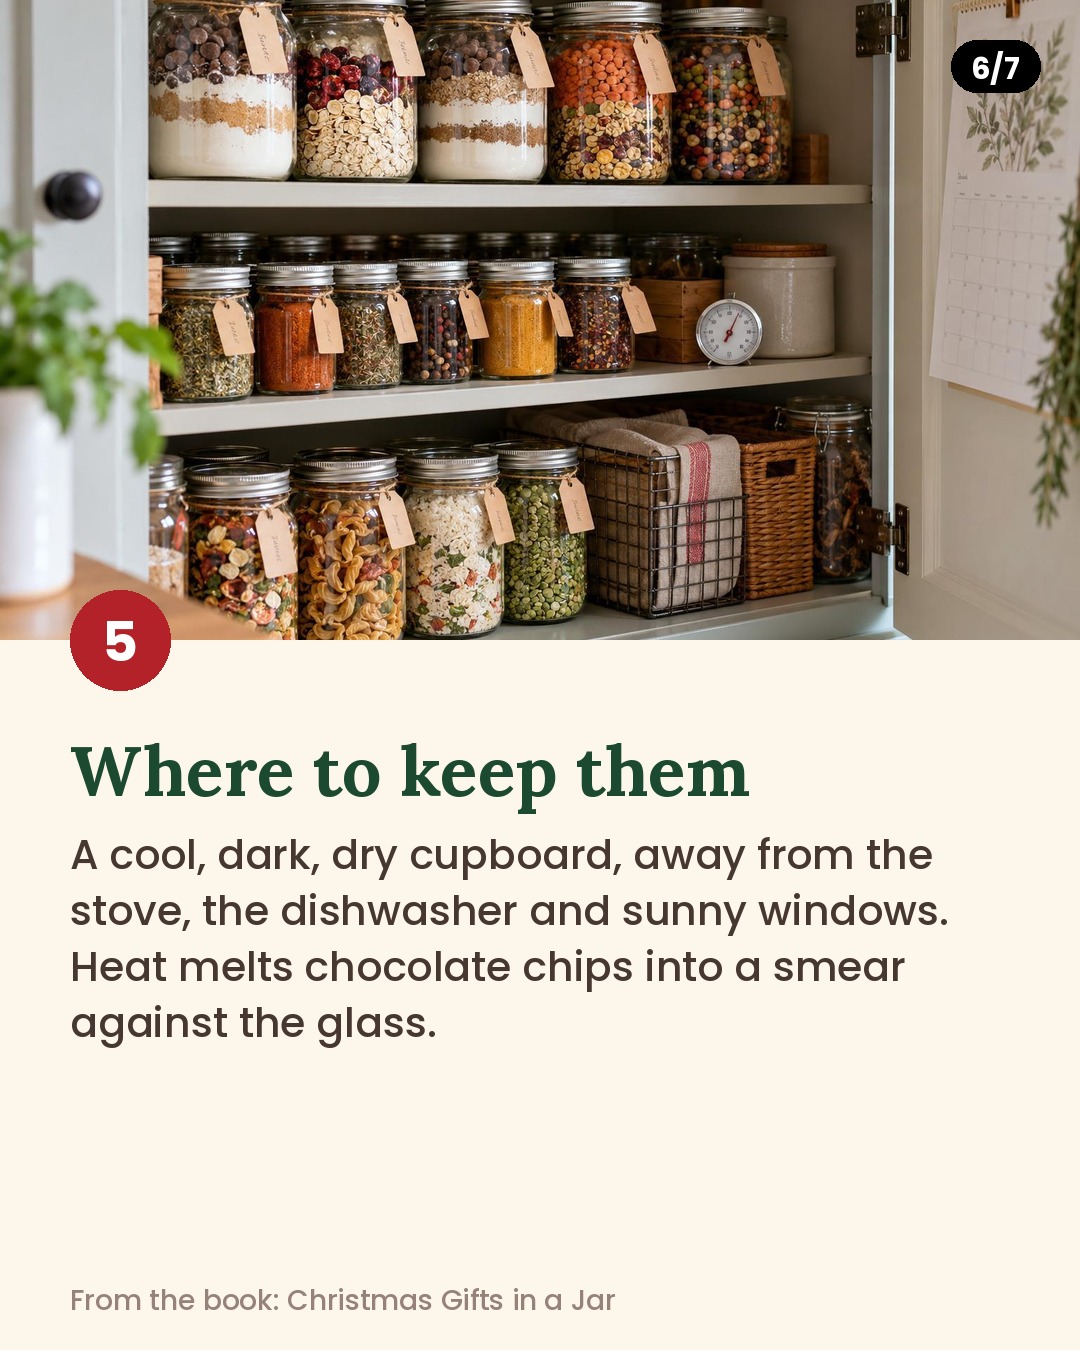 6/7
5
Where to keep them
A cool, dark, dry cupboard, away from the
stove, the dishwasher and sunny windows.
Heat melts chocolate chips into a smear
against the glass.
From the book: Christmas Gifts in a Jar